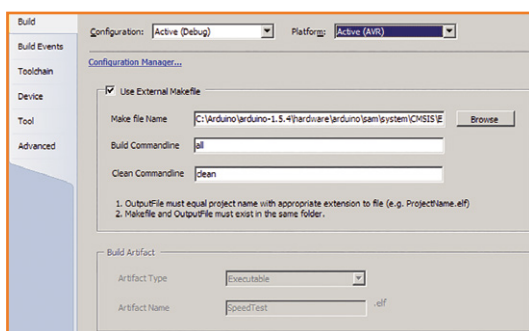 Build
Build Events
Toolchain
Device
Tool
Advanced
Configuration: Active (Debug) Platform: Active (AVR)
Configuration Manager...
Use External Makefile
Make file Name C:\Arduino\arduino-1.5.4\hardware\arduino\sam\system\CMSIS\E Browse
Build Commandline all
Clean Commandline clean
1. OutputFile must equal project name with appropriate extension to file (e.g. ProjectName.elf)
2. Makefile and OutputFile must exist in the same folder.
Build Artifact
Artifact Type Executable
Artifact Name SpeedTest .elf